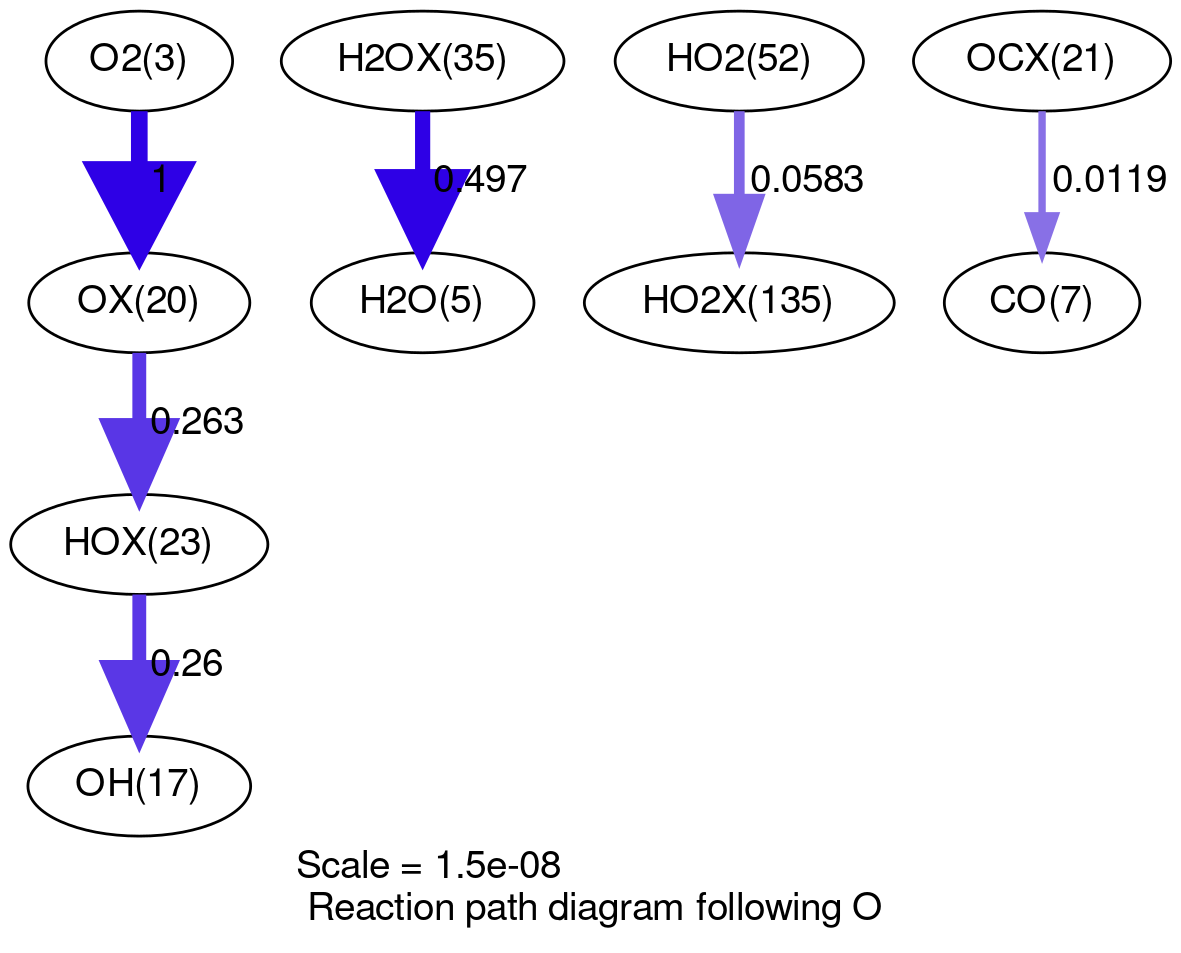 O2(3)
H2OX(35)
HO2(52)
OCX(21)
1
0.497
0.0583
0.0119
OX(20)
H2O(5)
HO2X(135)
CO(7)
0.263
HOX(23)
0.26
OH(17)
Scale = 1.5e-08
Reaction path diagram following O